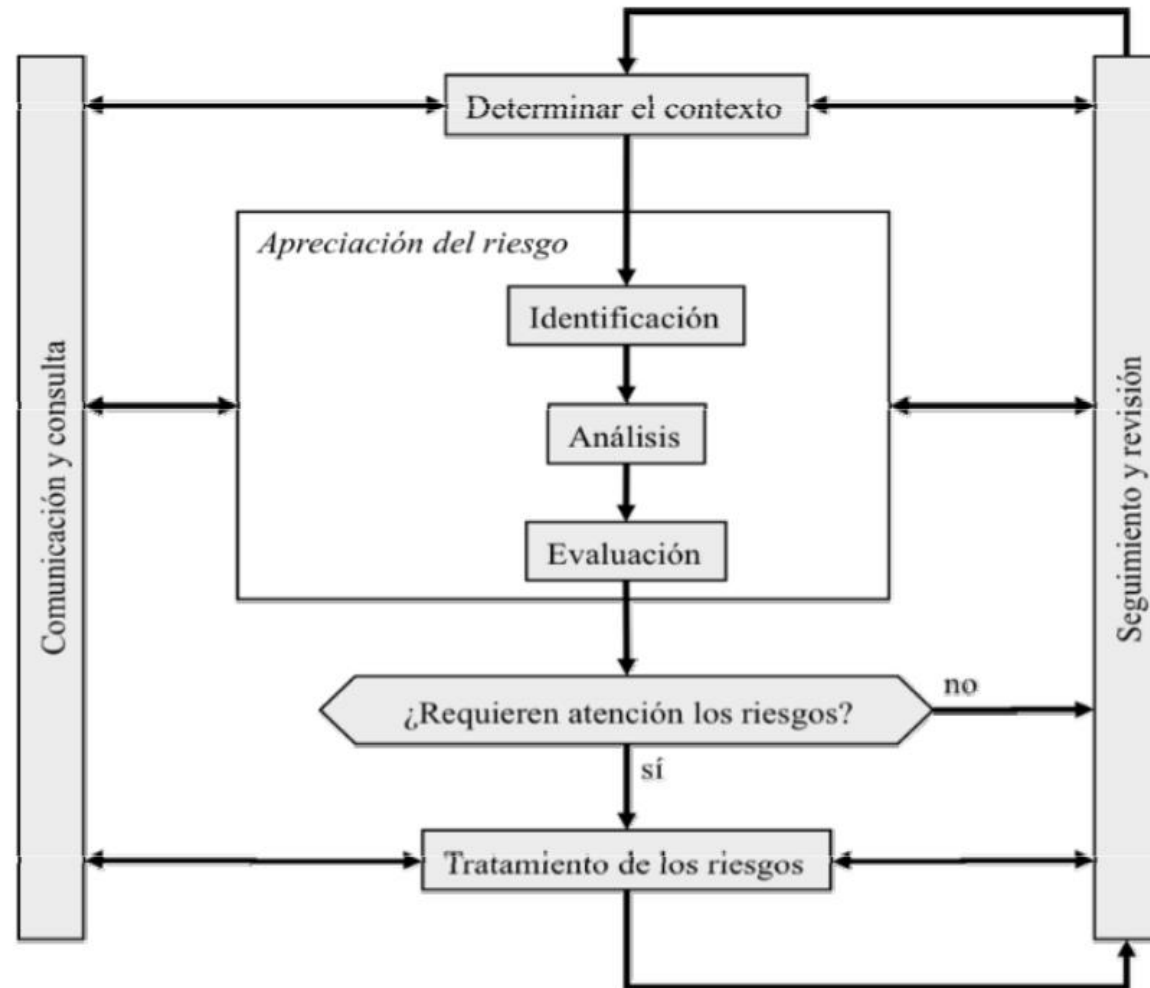 Determinar el contexto
Apreciación del riesgo
Identificación
Análisis
Evaluación
¿Requieren atención los riesgos?
no
sí
Tratamiento de los riesgos
Comunicación y consulta
Seguimiento y revisión